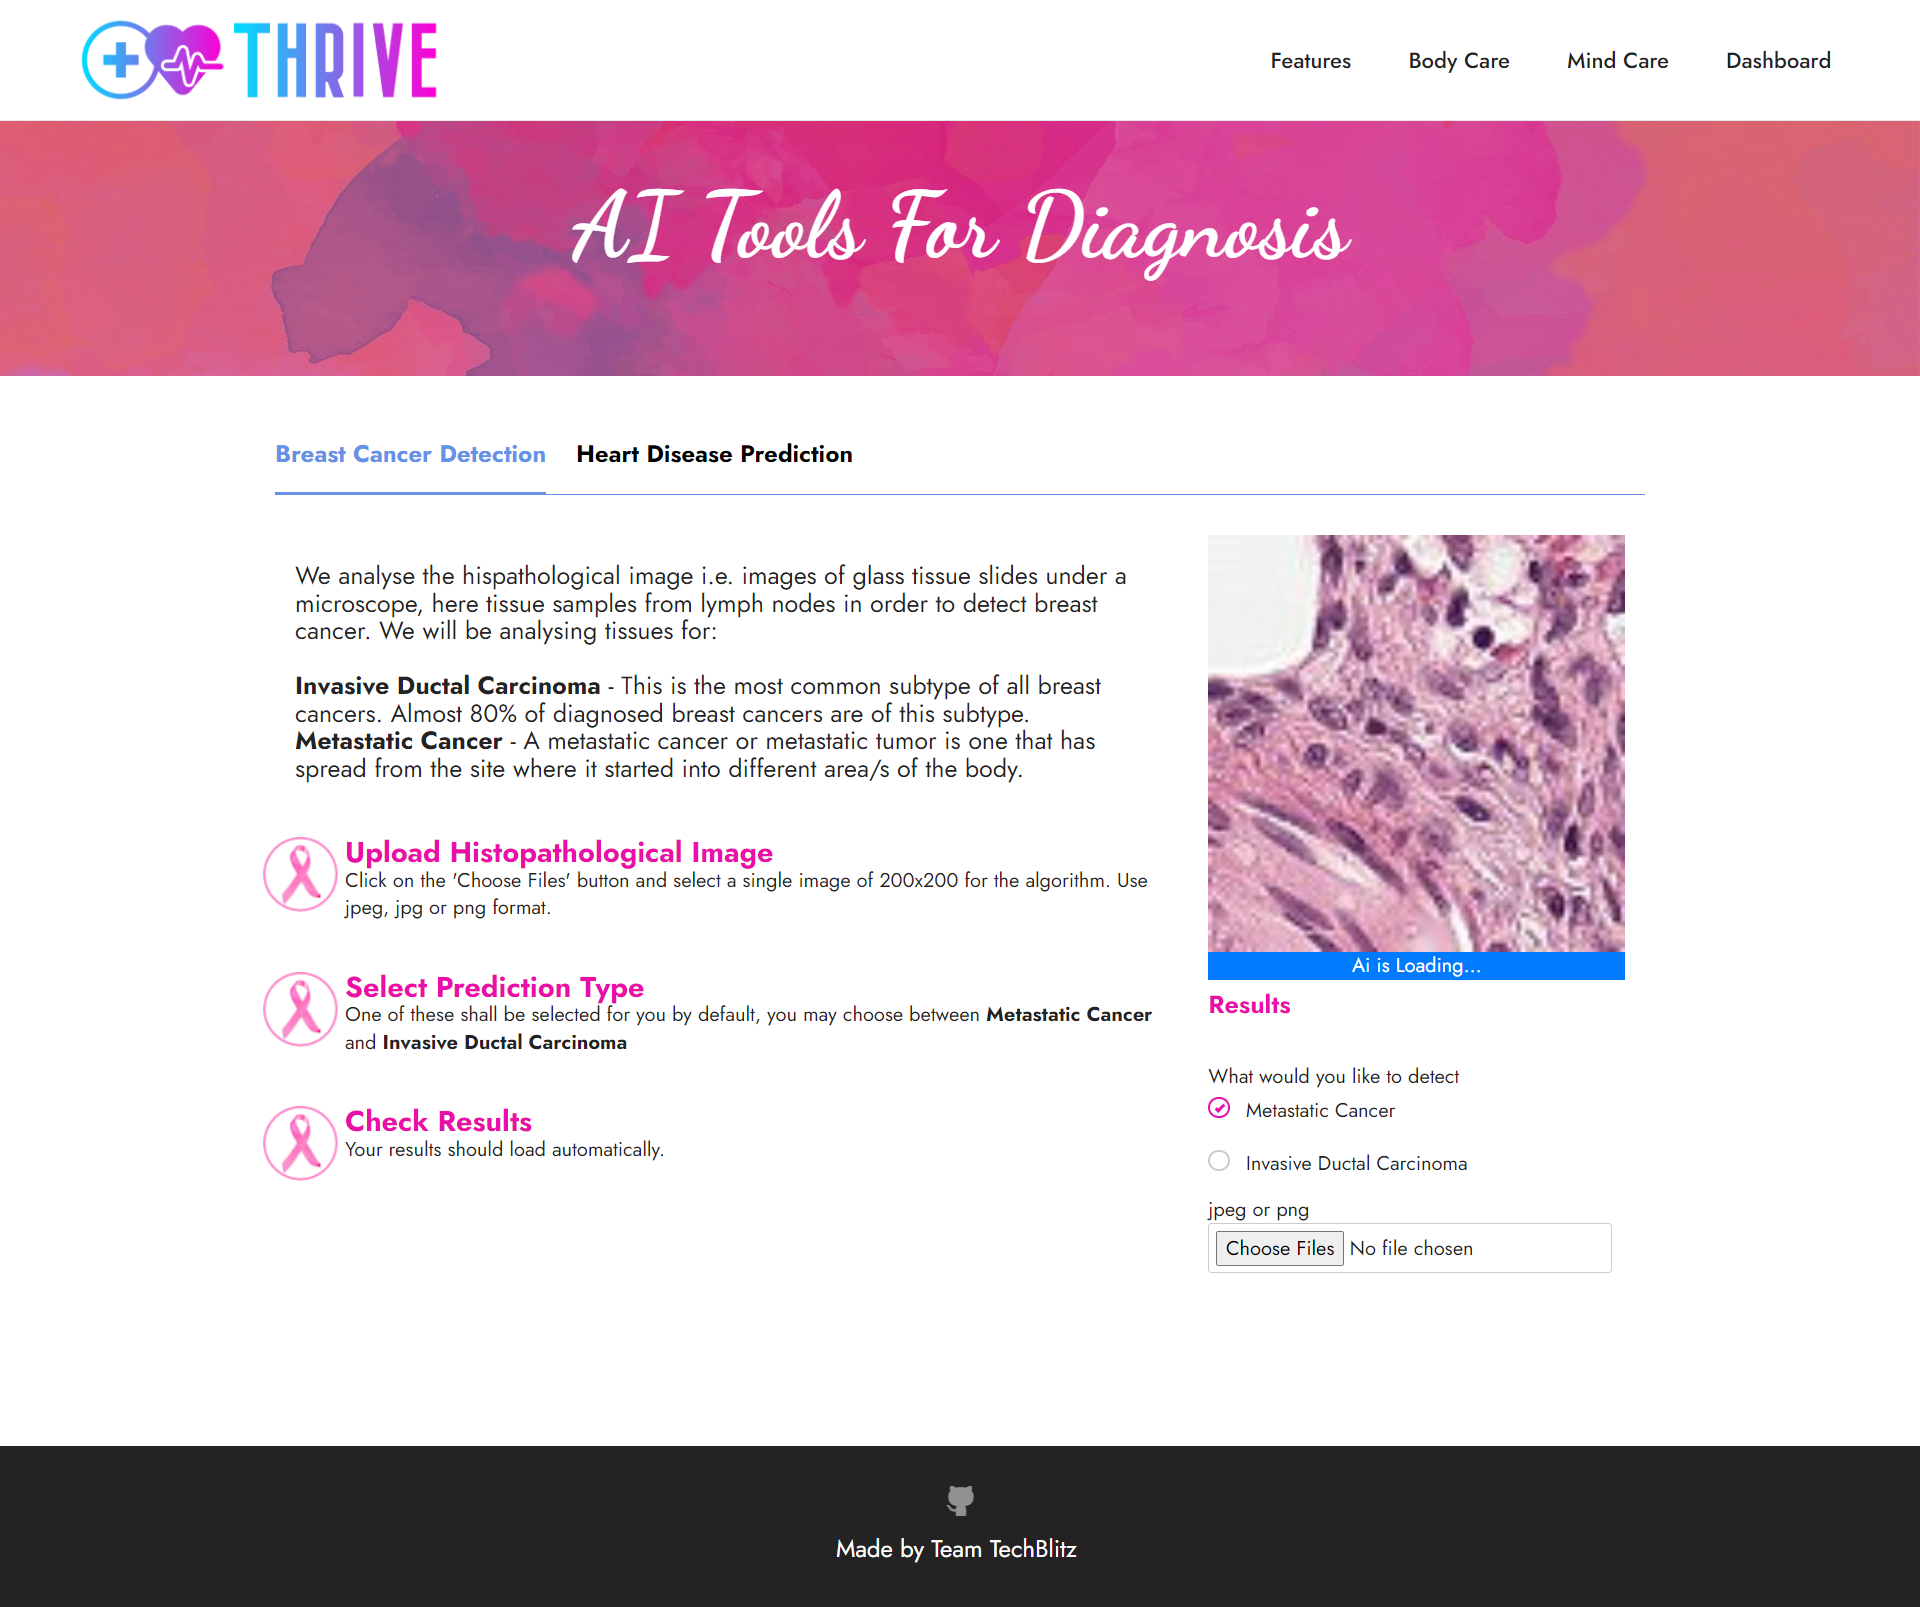 THRIVE
Features
Body Care
Mind Care
Dashboard
AI Tools For Diagnosis
Breast Cancer Detection
Heart Disease Prediction
We analyse the hispathological image i.e. images of glass tissue slides under a
microscope, here tissue samples from lymph nodes in order to detect breast
cancer. We will be analysing tissues for:
Invasive Ductal Carcinoma - This is the most common subtype of all breast
cancers. Almost 80% of diagnosed breast cancers are of this subtype.
Metastatic Cancer - A metastatic cancer or metastatic tumor is one that has
spread from the site where it started into different area/s of the body.
Upload Histopathological Image
Click on the 'Choose Files' button and select a single image of 200x200 for the algorithm. Use
jpeg, jpg or png format.
Select Prediction Type
One of these shall be selected for you by default, you may choose between Metastatic Cancer
and Invasive Ductal Carcinoma
Check Results
Your results should load automatically.
Ai is Loading...
Results
What would you like to detect
Metastatic Cancer
Invasive Ductal Carcinoma
jpeg or png
Choose Files No file chosen
Made by Team TechBlitz